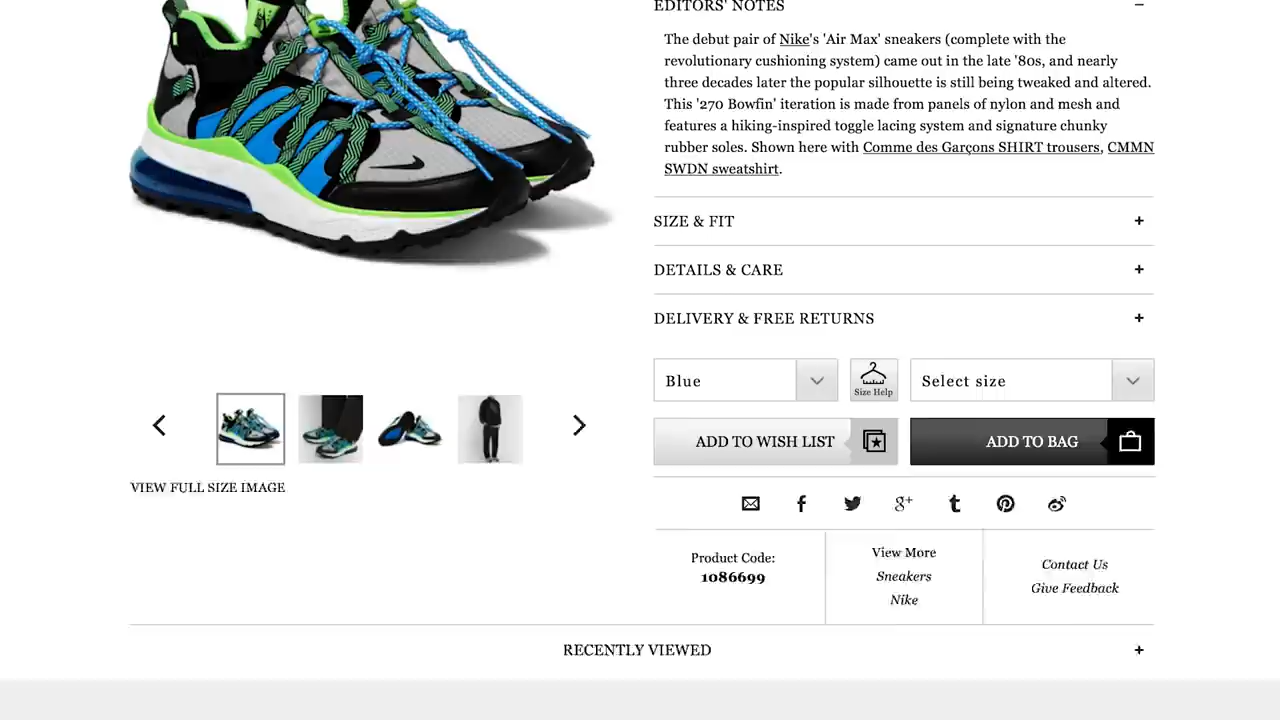 EDITORS' NOTES
The debut pair of Nike's 'Air Max' sneakers (complete with the
revolutionary cushioning system) came out in the late '80s, and nearly
three decades later the popular silhouette is still being tweaked and altered.
This '270 Bowfin' iteration is made from panels of nylon and mesh and
features a hiking-inspired toggle lacing system and signature chunky
rubber soles. Shown here with Comme des Garçons SHIRT trousers, CMMN
SWDN sweatshirt.
SIZE & FIT
DETAILS & CARE
DELIVERY & FREE RETURNS
Blue
Size Help
Select size
ADD TO WISH LIST
ADD TO BAG
VIEW FULL SIZE IMAGE
Product Code:
1086699
View More
Sneakers
Nike
Contact Us
Give Feedback
RECENTLY VIEWED